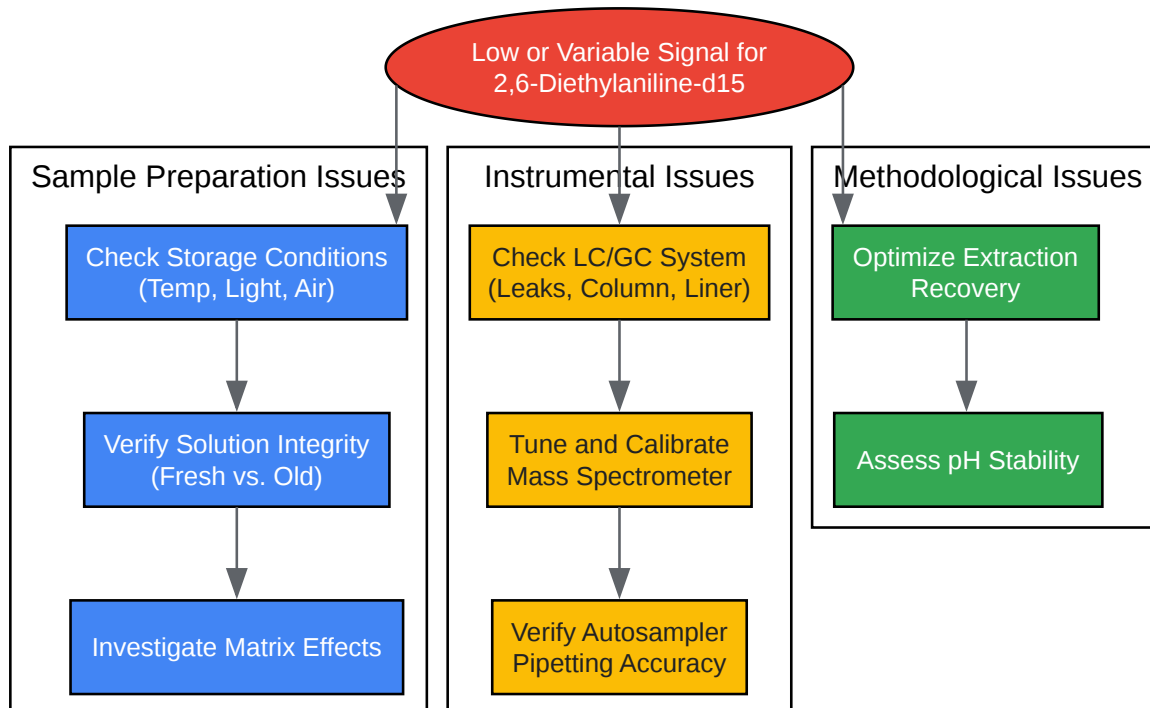 Low or Variable Signal for
2,6-Diethylaniline-d15
Sample Preparation Issues
Check Storage Conditions
(Temp, Light, Air)
Verify Solution Integrity
(Fresh vs. Old)
Investigate Matrix Effects
Instrumental Issues
Check LC/GC System
(Leaks, Column, Liner)
Tune and Calibrate
Mass Spectrometer
Verify Autosampler
Pipetting Accuracy
Methodological Issues
Optimize Extraction
Recovery
Assess pH Stability